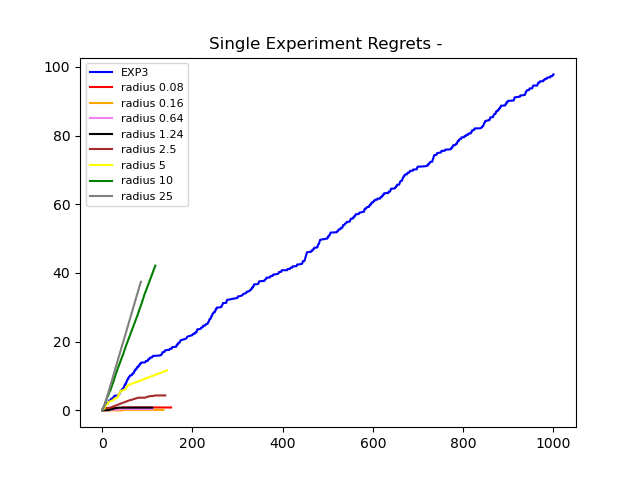 Single Experiment Regrets -
EXP3
radius 0.08
radius 0.16
radius 0.64
radius 1.24
radius 2.5
radius 5
radius 10
radius 25
100
80
60
40
20
0
0 200 400 600 800 1000